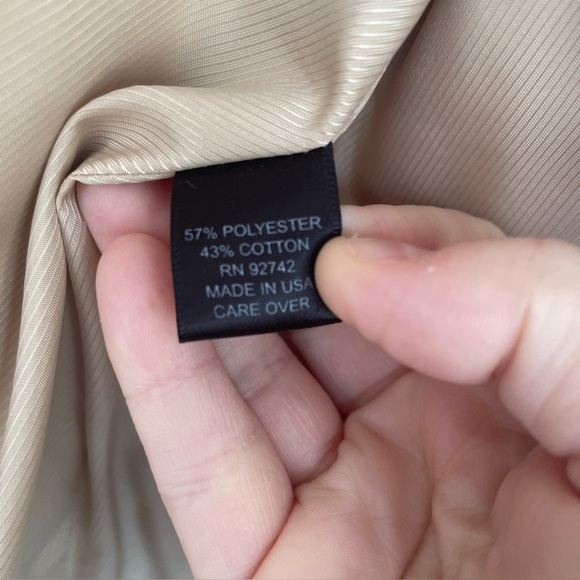 57% POLYESTER
43% COTTON
RN 92742
MADE IN USA
CARE OVER